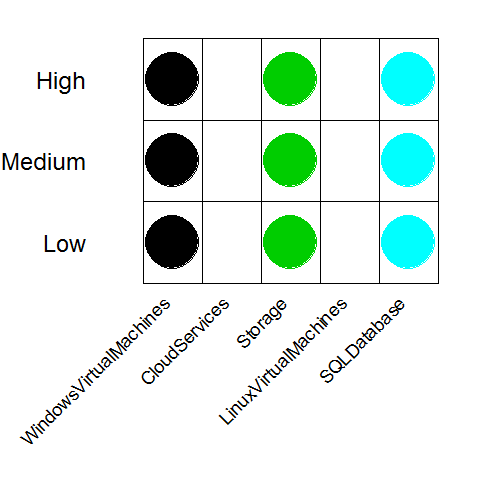 High
Medium
Low
WindowsVirtualMachines
CloudServices
Storage
LinuxVirtualMachines
SQLDatabase